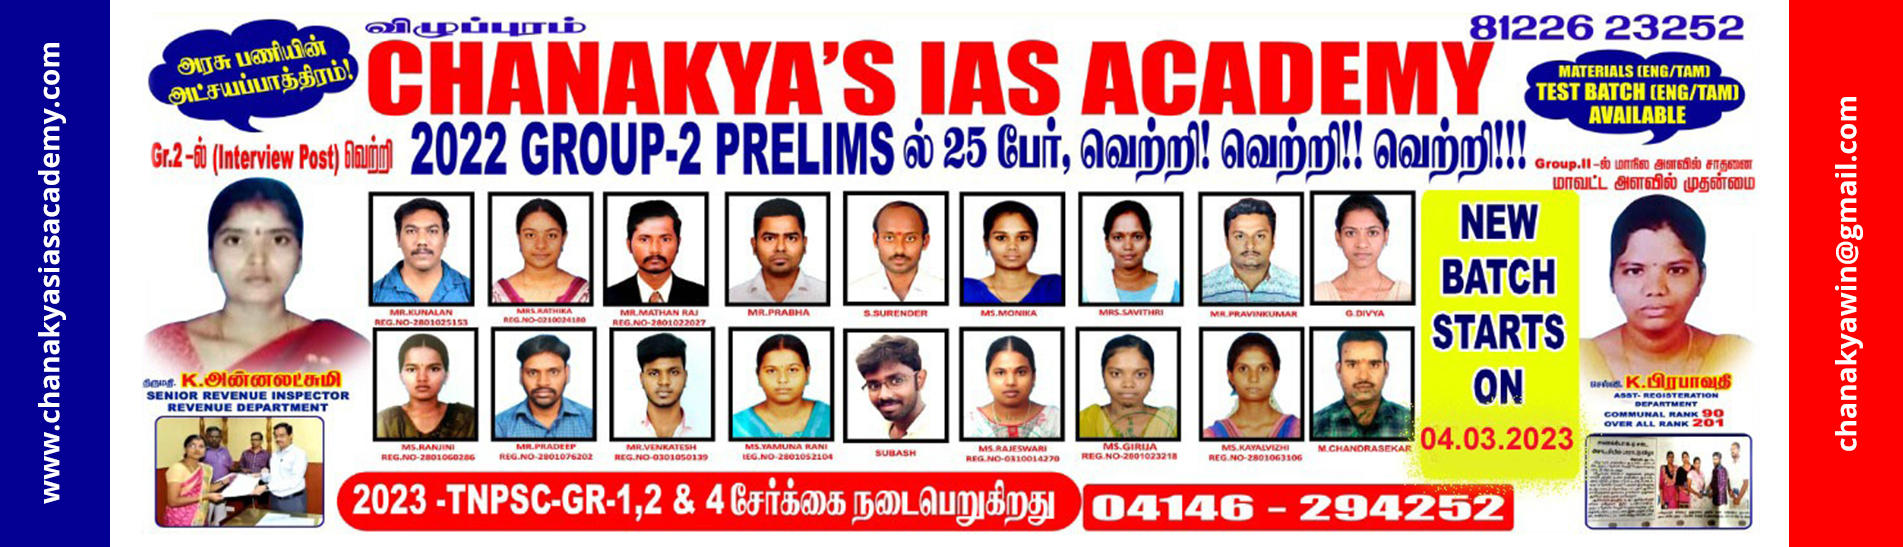 www.chanakyasiasacademy.com
அரசு பணியின்
அட்சயப்பாத்திரம்!
விழுப்புரம்
CHANAKYA'S IAS ACADEMY
81226 23252
MATERIALS (ENG/TAM)
TEST BATCH (ENG/TAM)
AVAILABLE
Gr.2-ல் (Interview Post) வெற்றி
2022 GROUP-2 PRELIMS ல் 25 பேர், வெற்றி! வெற்றி!! வெற்றி!!!
Group.II-ல் மாநில அளவில் சாதனை
மாவட்ட அளவில் முதன்மை
MR.KUNALAN
REG.NO-2801025153
MRS.RATHIKA
REG.NO-0210024180
MR.MATHAN RAJ
REG.NO-2801022027
MR.PRABHA
S.SURENDER
MS.MONIKA
MRS.SAVITHRI
MR.PRAVINKUMAR
G.DIVYA
NEW
BATCH
STARTS
ON
04.03.2023
திருமதி. K.அன்னலட்சுமி
SENIOR REVENUE INSPECTOR
REVENUE DEPARTMENT
செல்வி. K.பிரபாவதி
ASST- REGISTERATION
DEPARTMENT
COMMUNAL RANK 90
OVER ALL RANK 201
MS.RANJINI
REG.NO-2801060286
MR.PRADEEP
REG.NO-2801076202
MR.VENKATESH
REG.NO-0301050139
MS.YAMUNA RANI
IEG.NO-2801052104
SUBASH
MS.RAJESWARI
REG.NO-0310014270
MS.GIRIJA
REG.NO-2801023218
MS.KAYALVIZHI
REG.NO-2801063106
M.CHANDRASEKAR
2023 -TNPSC-GR-1,2 & 4 சேர்க்கை நடைபெறுகிறது
04146 - 294252
chanakyawin@gmail.com